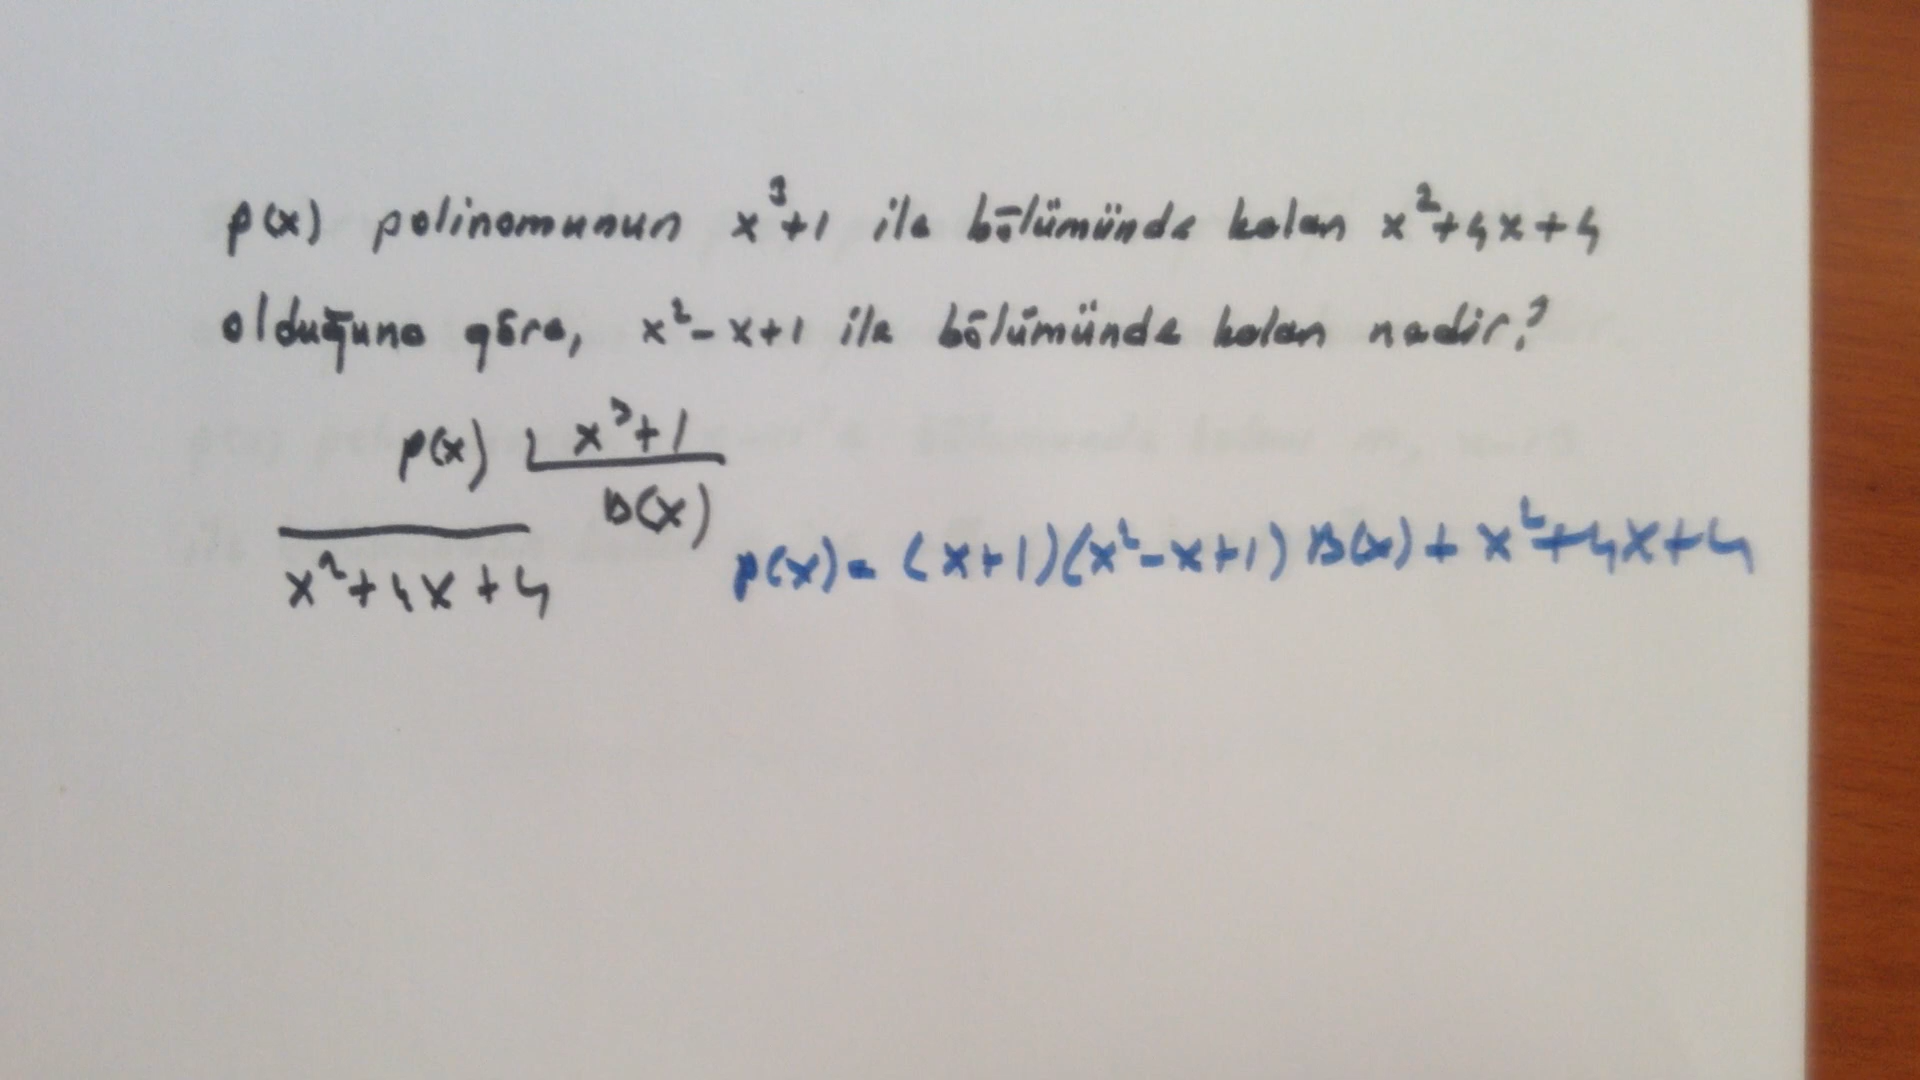 p(x) polinomunun x³+1 ile bölümünde kalan x²+4x+4
olduğuna göre, x²-x+1 ile bölümünde kalan nedir?
p(x) x³+1
B(x)
x²+4x+4
p(x) = (x+1)(x²-x+1) B(x) + x²+4x+4